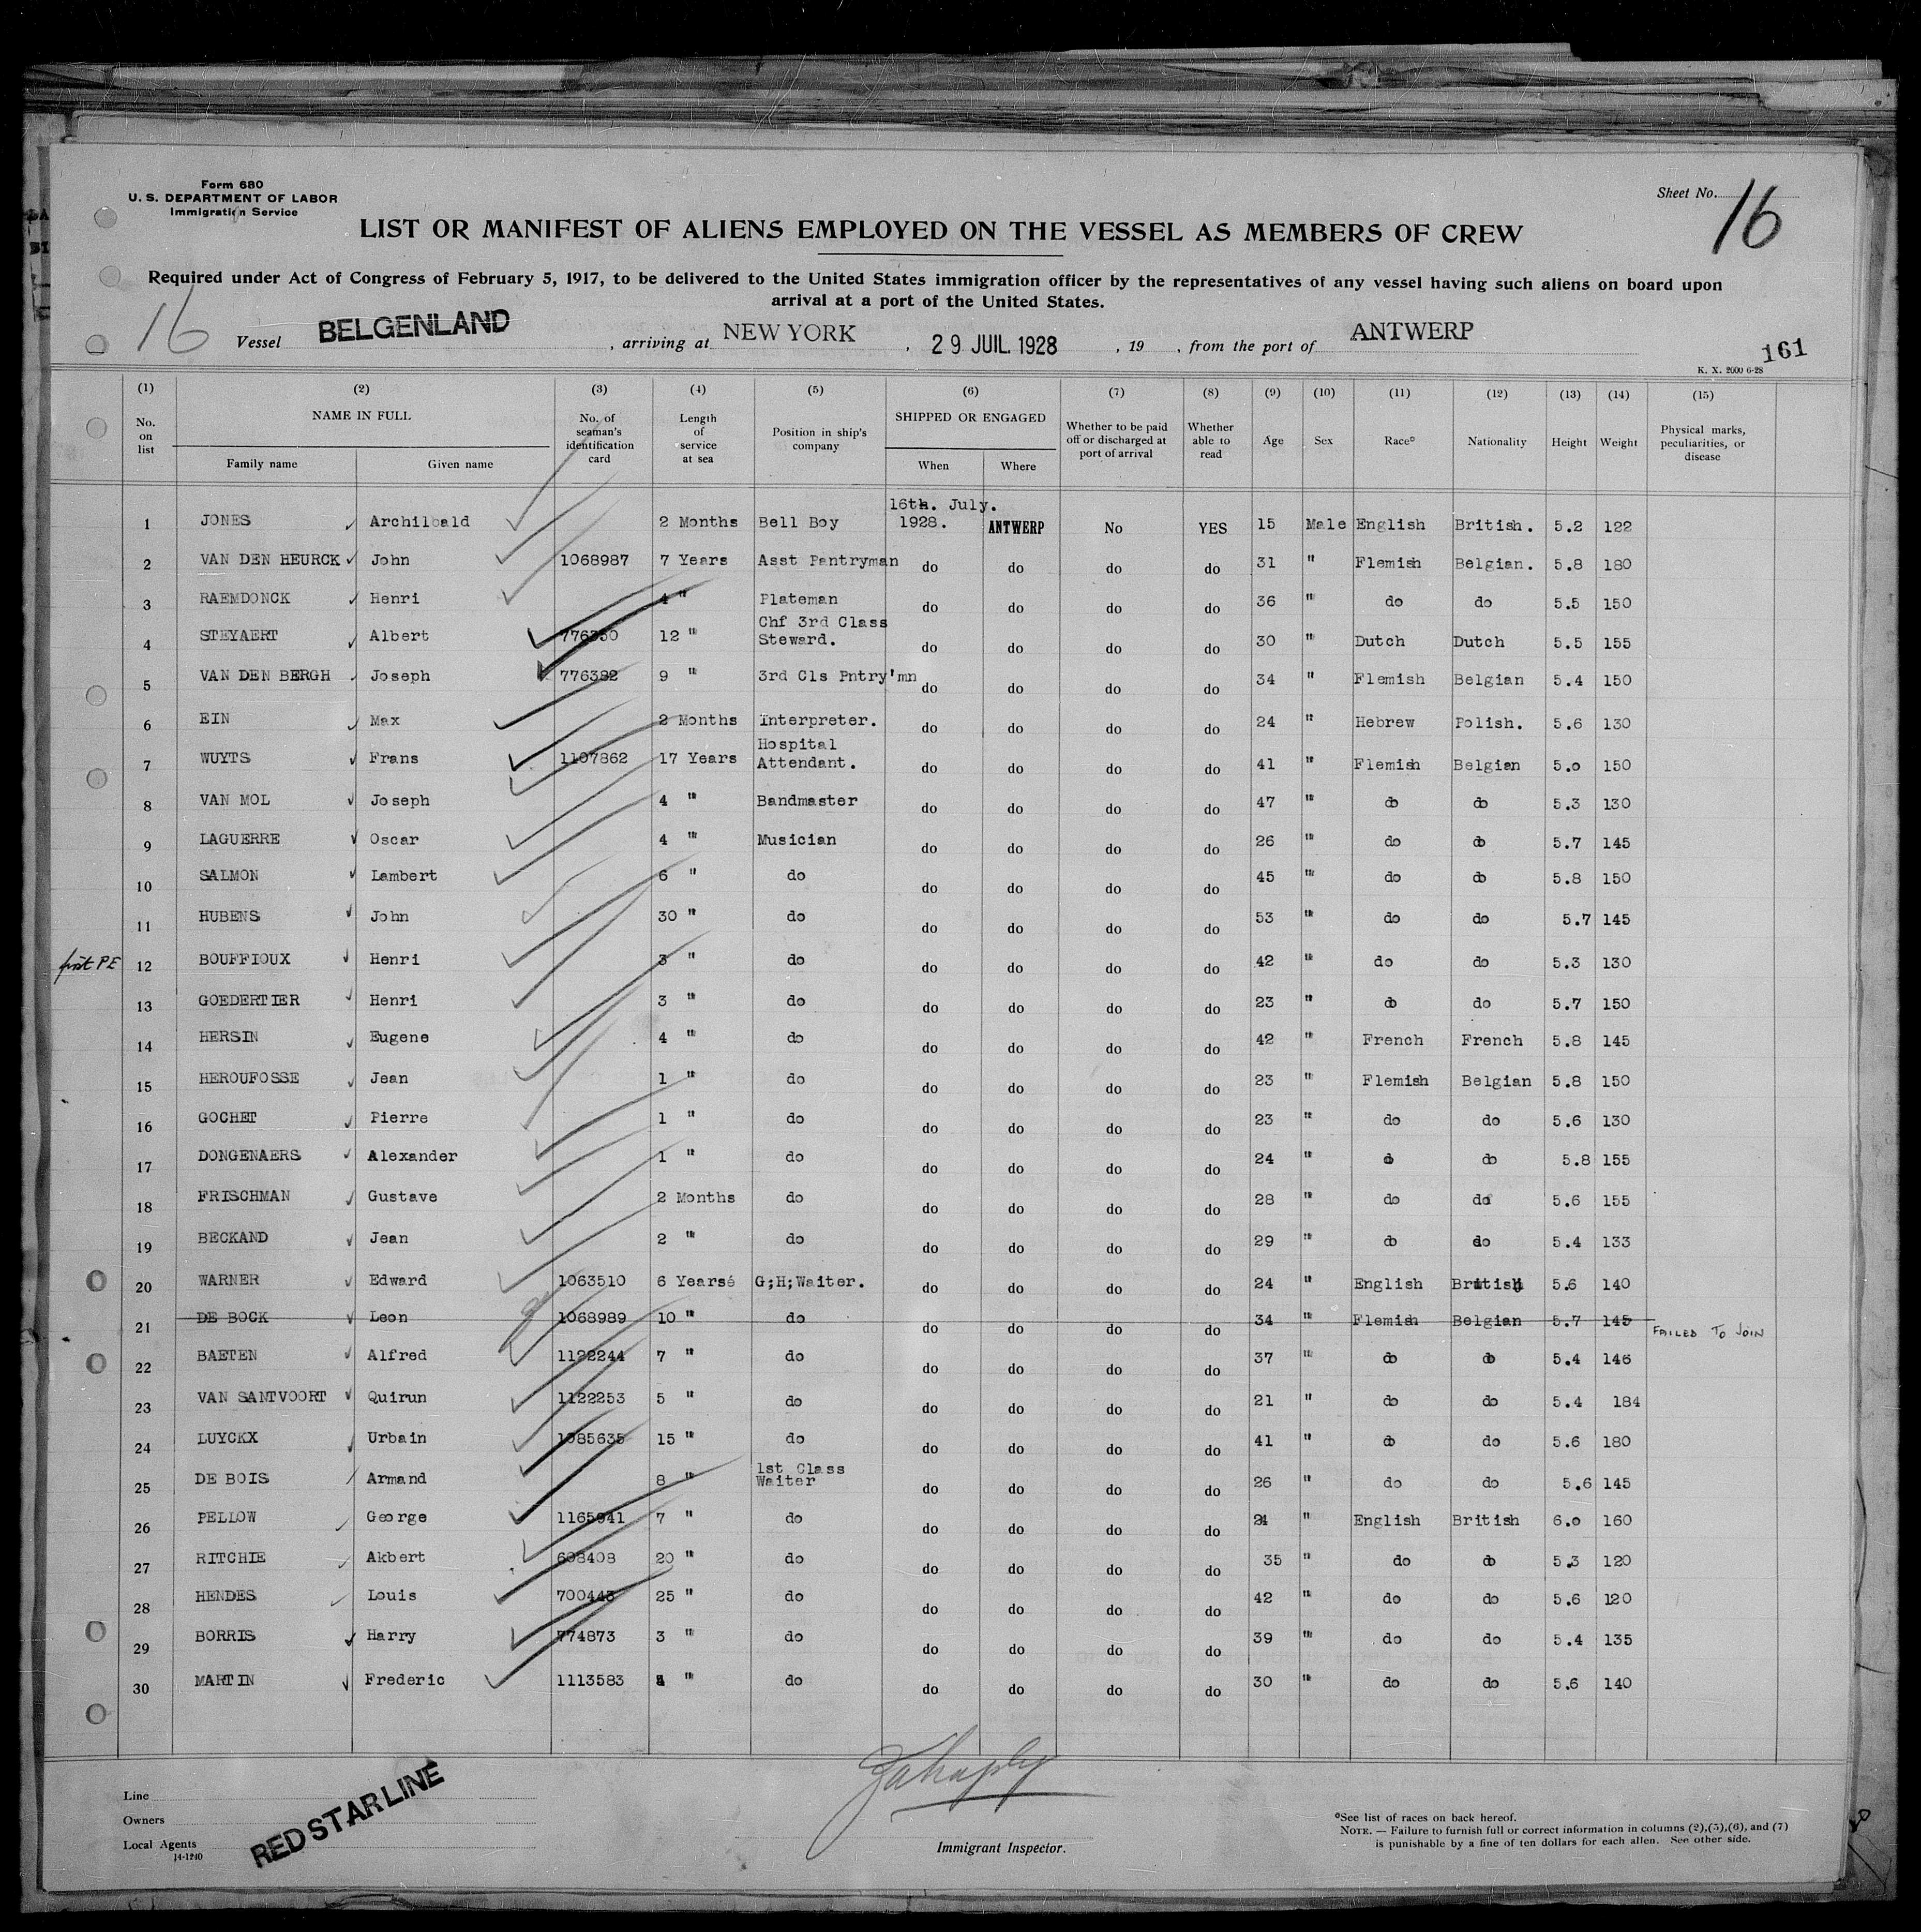 Form 680
U. S. DEPARTMENT OF LABOR
Immigration Service
Sheet No. 16
LIST OR MANIFEST OF ALIENS EMPLOYED ON THE VESSEL AS MEMBERS OF CREW
Required under Act of Congress of February 5, 1917, to be delivered to the United States immigration officer by the representatives of any vessel having such aliens on board upon
arrival at a port of the United States.
16 Vessel BELGENLAND , arriving at NEW YORK , 29 JUIL. 1928 , 19 , from the port of ANTWERP
161
K. X. 2000 6-28
(1) (2) (3) (4) (5) (6) (7) (8) (9) (10) (11) (12) (13) (14) (15)
No. on list NAME IN FULL Family name Given name No. of seaman's identification card Length of service at sea Position in ship's company SHIPPED OR ENGAGED When Where Whether to be paid off or discharged at port of arrival Whether able to read Age Sex Race° Nationality Height Weight Physical marks, peculiarities, or disease
1 JONES Archilbald 2 Months Bell Boy 16th. July. 1928. ANTWERP No YES 15 Male English British. 5.2 122
2 VAN DEN HEURCK John 1068987 7 Years Asst Pantryman do do do do 31 " Flemish Belgian. 5.8 180
3 RAEMDONCK Henri 4 " Plateman do do do do 36 " do do 5.5 150
4 STEYAERT Albert 776350 12 " Chf 3rd Class Steward. do do do do 30 " Dutch Dutch 5.5 155
5 VAN DEN BERGH Joseph 776382 9 " 3rd Cls Pntry'mn do do do do 34 " Flemish Belgian 5.4 150
6 EIN Max 2 Months Interpreter. do do do do 24 " Hebrew Polish. 5.6 130
7 WUYTS Frans 1107862 17 Years Hospital Attendant. do do do do 41 " Flemish Belgian 5.0 150
8 VAN MOL Joseph 4 " Bandmaster do do do do 47 " do do 5.3 130
9 LAGUERRE Oscar 4 " Musician do do do do 26 " do do 5.7 145
10 SALMON Lambert 6 " do do do do do 45 " do do 5.8 150
11 HUBENS John 30 " do do do do do 53 " do do 5.7 145
12 BOUFFIOUX Henri 3 " do do do do do 42 " do do 5.3 130
13 GOEDERTIER Henri 3 " do do do do do 23 " do do 5.7 150
14 HERSIN Eugene 4 " do do do do do 42 " French French 5.8 145
15 HEROUFOSSE Jean 1 " do do do do do 23 " Flemish Belgian 5.8 150
16 GOCHET Pierre 1 " do do do do do 23 " do do 5.6 130
17 DONGENAERS Alexander 1 " do do do do do 24 " do do 5.8 155
18 FRISCHMAN Gustave 2 Months do do do do do 28 " do do 5.6 155
19 BECKAND Jean 2 " do do do do do 29 " do do 5.4 133
20 WARNER Edward 1063510 6 Yearsé G;H;Waiter. do do do do 24 " English British 5.6 140
21 DE BOCK Leon 1068989 10 " do do do do do 34 " Flemish Belgian 5.7 145 FAILED TO JOIN
22 BAETEN Alfred 1122244 7 " do do do do do 37 " do do 5.4 146
23 VAN SANTVOORT Quirun 1122253 5 " do do do do do 21 " do do 5.4 184
24 LUYCKX Urbain 1085635 15 " do do do do do 41 " do do 5.6 180
25 DE BOIS Armand 8 " 1st Class Waiter do do do do 26 " do do 5.6 145
26 PELLOW George 1165941 7 " do do do do do 24 " English British 6.0 160
27 RITCHIE Akbert 608408 20 " do do do do do 35 " do do 5.3 120
28 HENDES Louis 700443 25 " do do do do do 42 " do do 5.6 120
29 BORRIS Harry 774873 3 " do do do do do 39 " do do 5.4 135
30 MARTIN Frederic 1113583 " do do do do do 30 " do do 5.6 140
Line
Owners
Local Agents
14-1240
RED STAR LINE
Immigrant Inspector.
°See list of races on back hereof.
NOTE. — Failure to furnish full or correct information in columns (2),(5),(6), and (7)
is punishable by a fine of ten dollars for each alien. See other side.